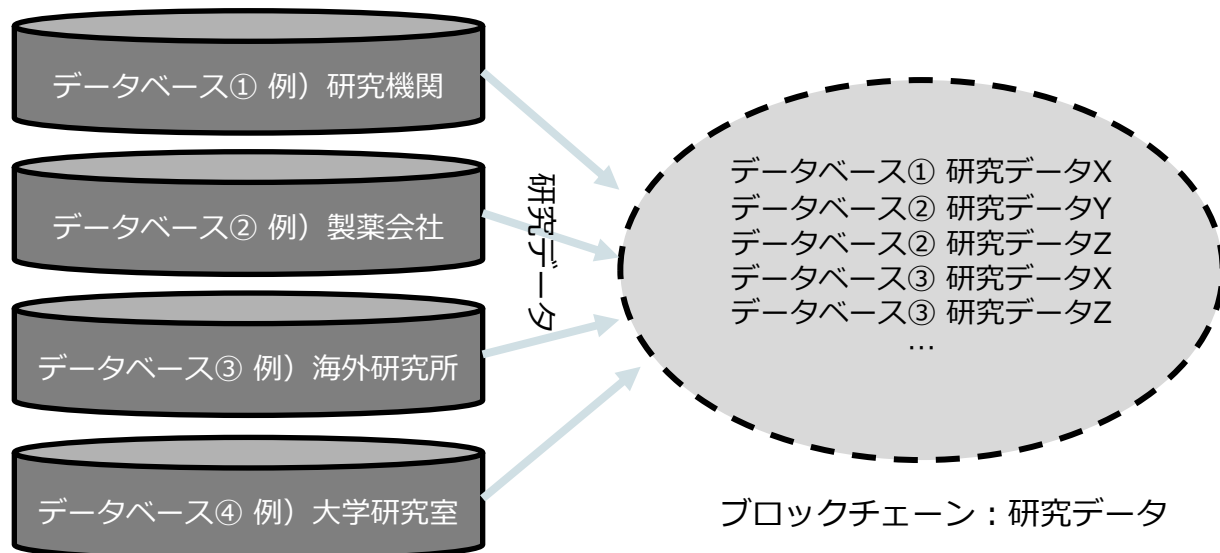 データベース① 例）研究機関
データベース② 例）製薬会社
データベース③ 例）海外研究所
データベース④ 例）大学研究室
研究データ
データベース① 研究データX
データベース② 研究データY
データベース② 研究データZ
データベース③ 研究データX
データベース③ 研究データZ
…
ブロックチェーン：研究データ